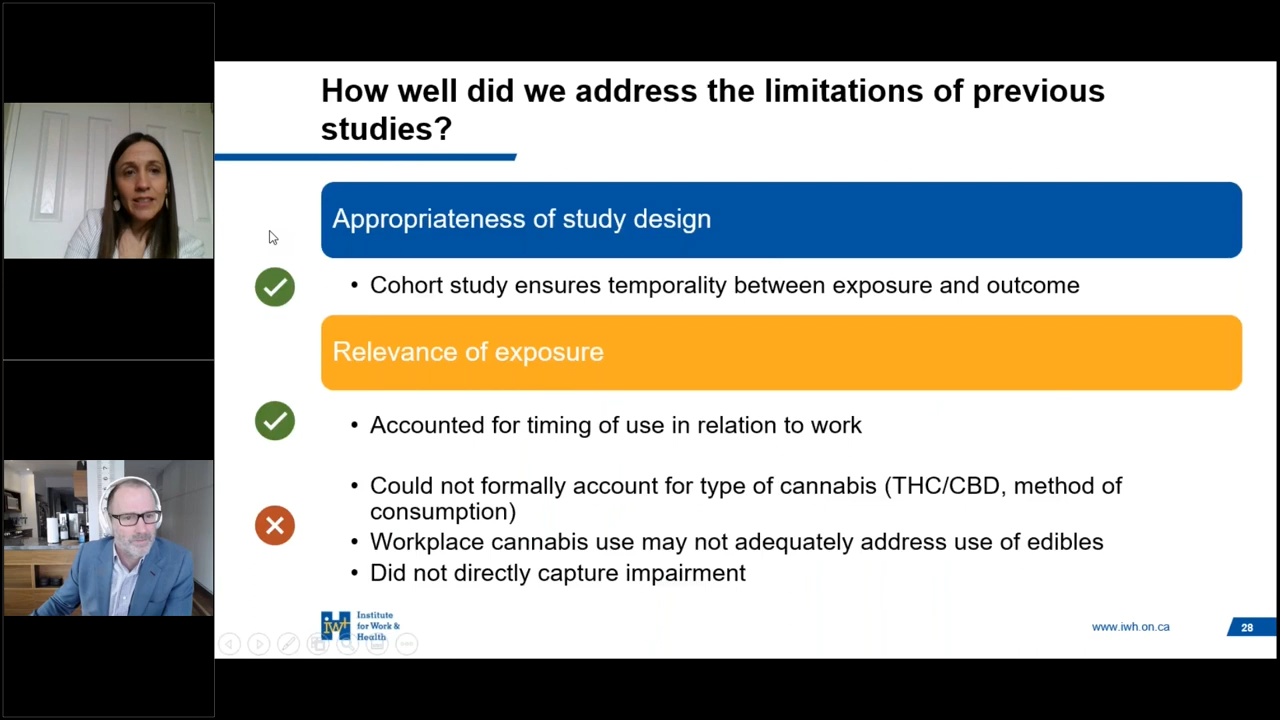 How well did we address the limitations of previous
studies?
Appropriateness of study design
• Cohort study ensures temporality between exposure and outcome
Relevance of exposure
• Accounted for timing of use in relation to work
• Could not formally account for type of cannabis (THC/CBD, method of
consumption)
• Workplace cannabis use may not adequately address use of edibles
• Did not directly capture impairment
iw+
Institute
for Work &
Health
www.iwh.on.ca
28